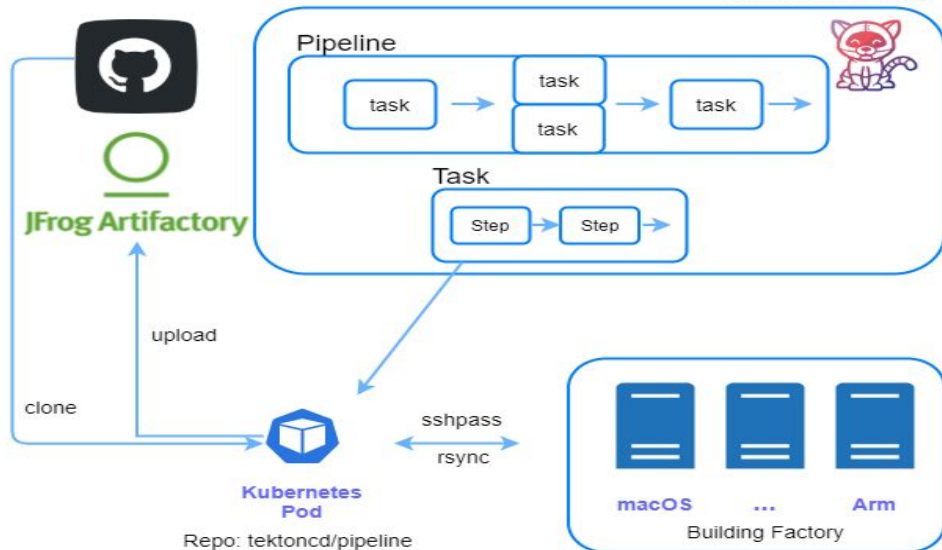 Pipeline
task
task
task
task
Task
Step
Step
JFrog Artifactory
upload
clone
sshpass
rsync
Kubernetes
Pod
Repo: tektoncd/pipeline
macOS
...
Arm
Building Factory